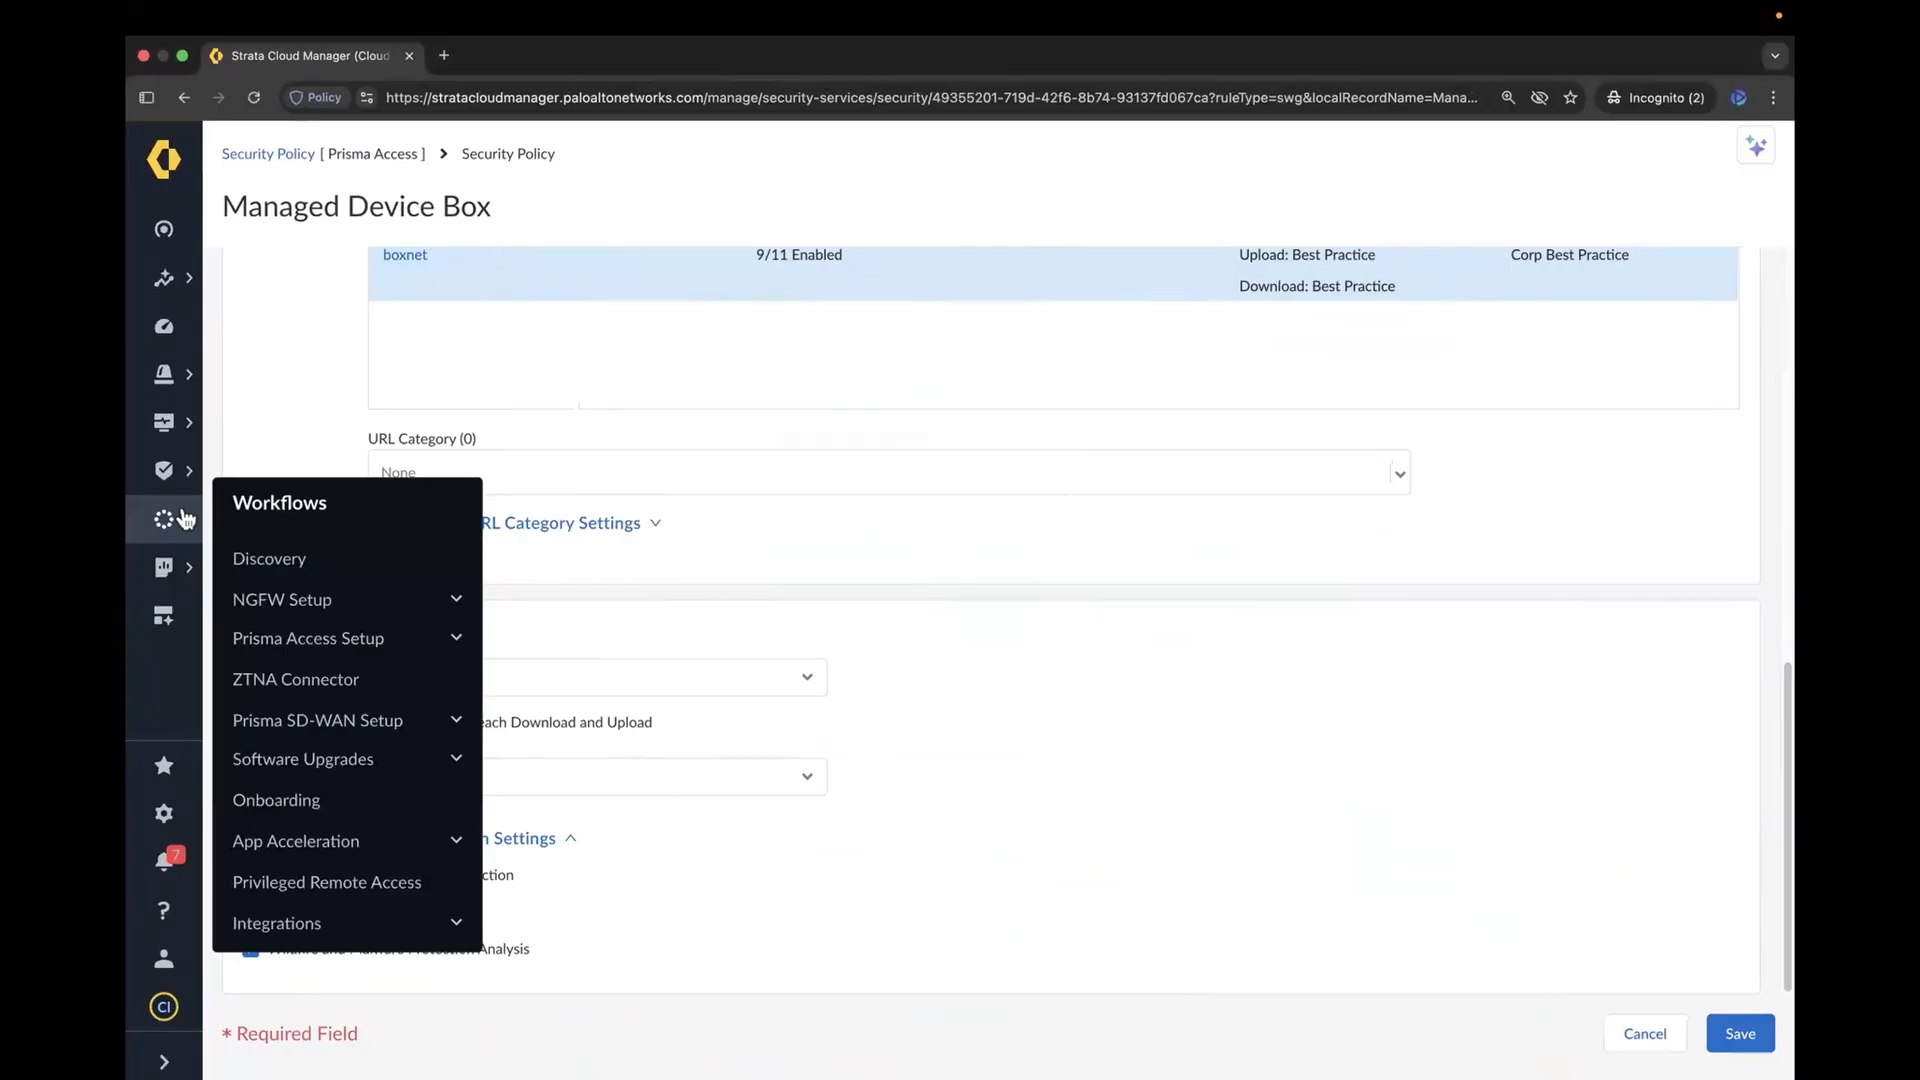 Strata Cloud Manager (Cloud
Policy
https://stratacloudmanager.paloaltonetworks.com/manage/security-services/security/49355201-719d-42f6-8b74-93137fd067ca?ruleType=swg&localRecordName=Mana...
Incognito (2)
Security Policy [ Prisma Access ] Security Policy
Managed Device Box
boxnet 9/11 Enabled Upload: Best Practice Corp Best Practice
Download: Best Practice
URL Category (0)
None
Workflows
RL Category Settings
Discovery
NGFW Setup
Prisma Access Setup
ZTNA Connector
Prisma SD-WAN Setup
each Download and Upload
Software Upgrades
Onboarding
App Acceleration
n Settings
Privileged Remote Access
ction
Integrations
7
Analysis
CI
* Required Field
Cancel
Save